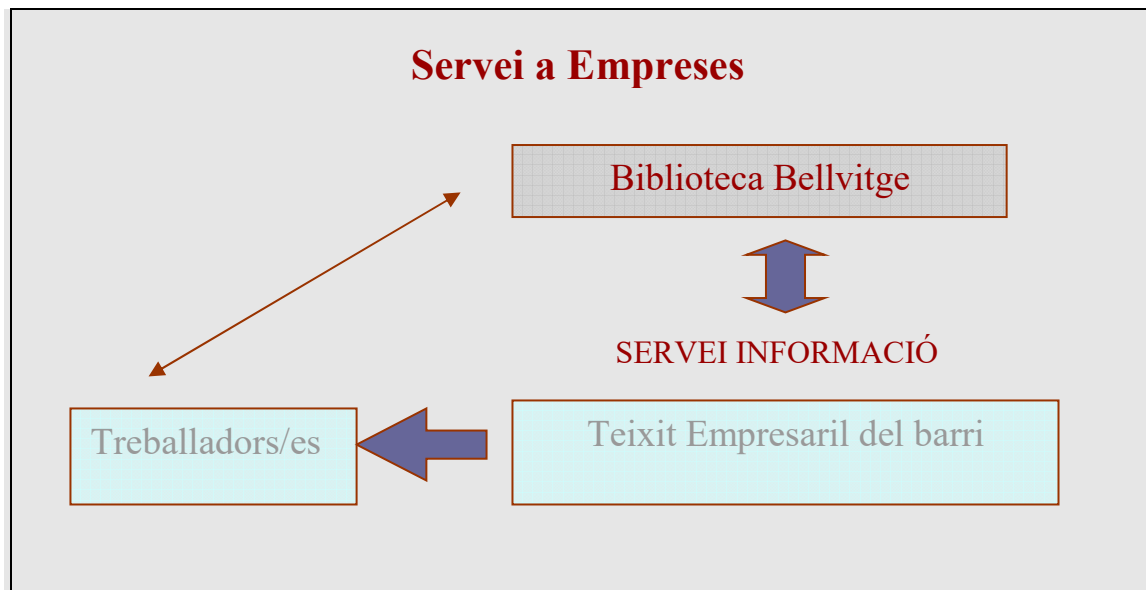 Servei a Empreses
Biblioteca Bellvitge
SERVEI INFORMACIÓ
Treballadors/es
Teixit Empresaril del barri